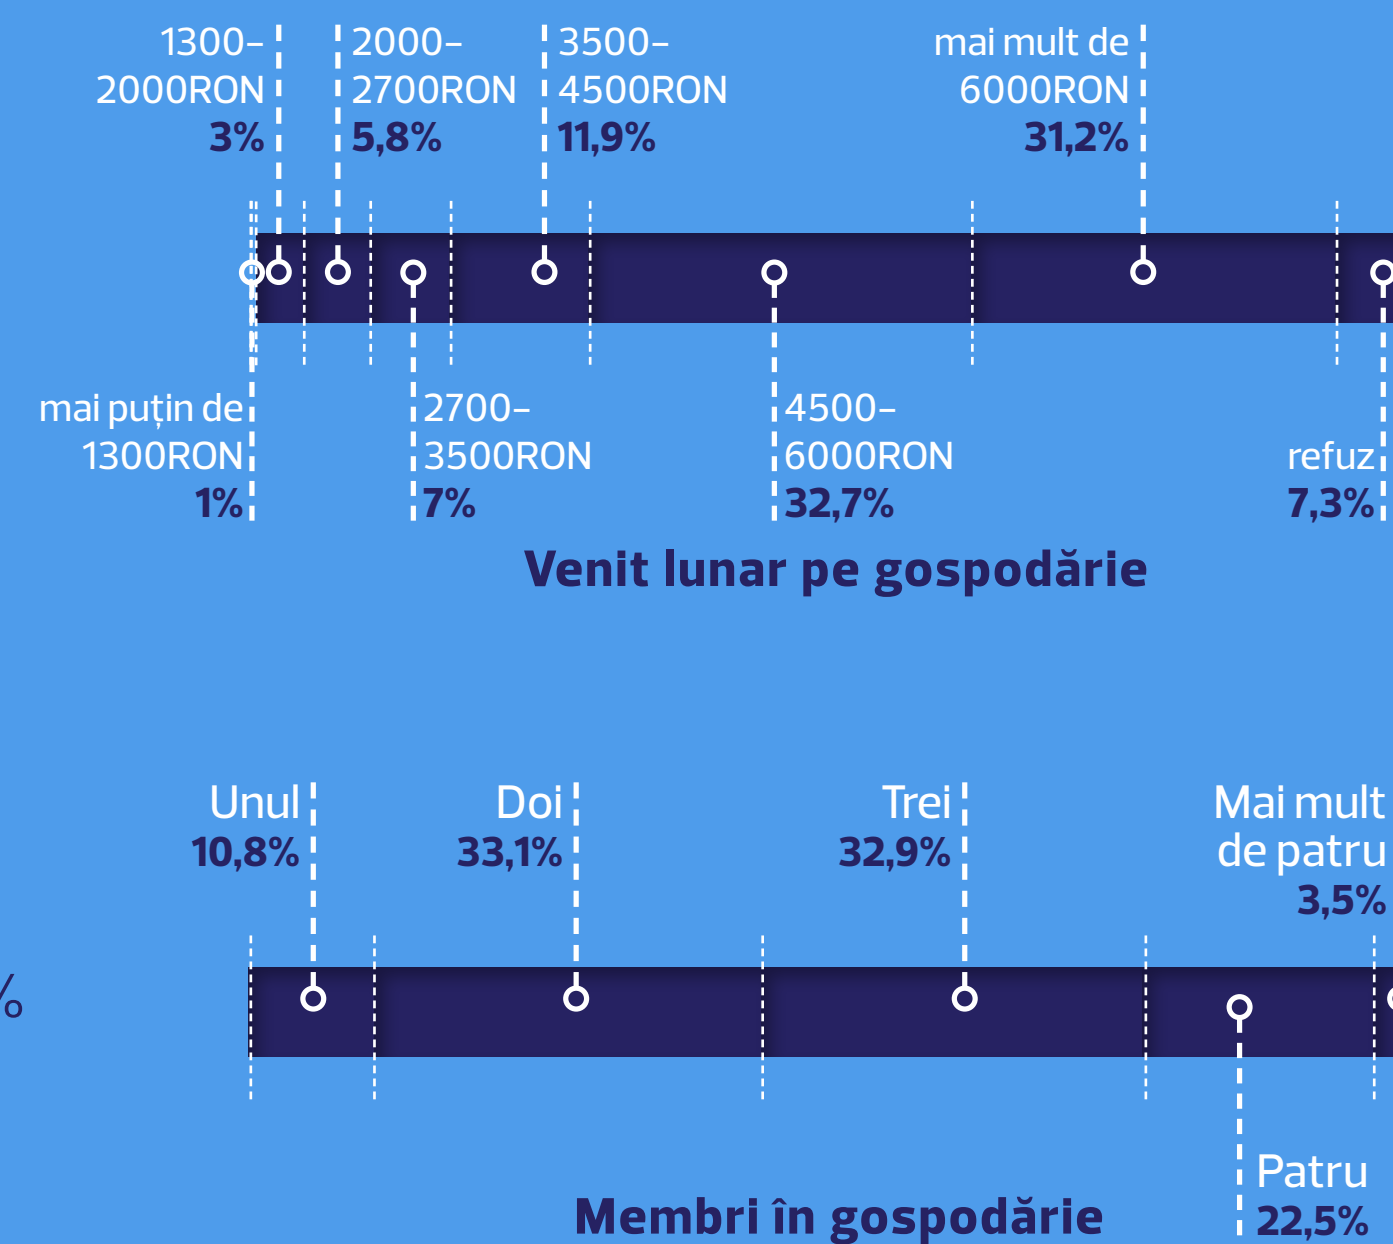 1300–
2000RON
3%
2000–
2700RON
5,8%
3500–
4500RON
11,9%
mai mult de
6000RON
31,2%
mai puțin de
1300RON
1%
2700–
3500RON
7%
4500–
6000RON
32,7%
refuz
7,3%
Venit lunar pe gospodărie
Unul
10,8%
Doi
33,1%
Trei
32,9%
Mai mult
de patru
3,5%
%
Patru
22,5%
Membri în gospodărie